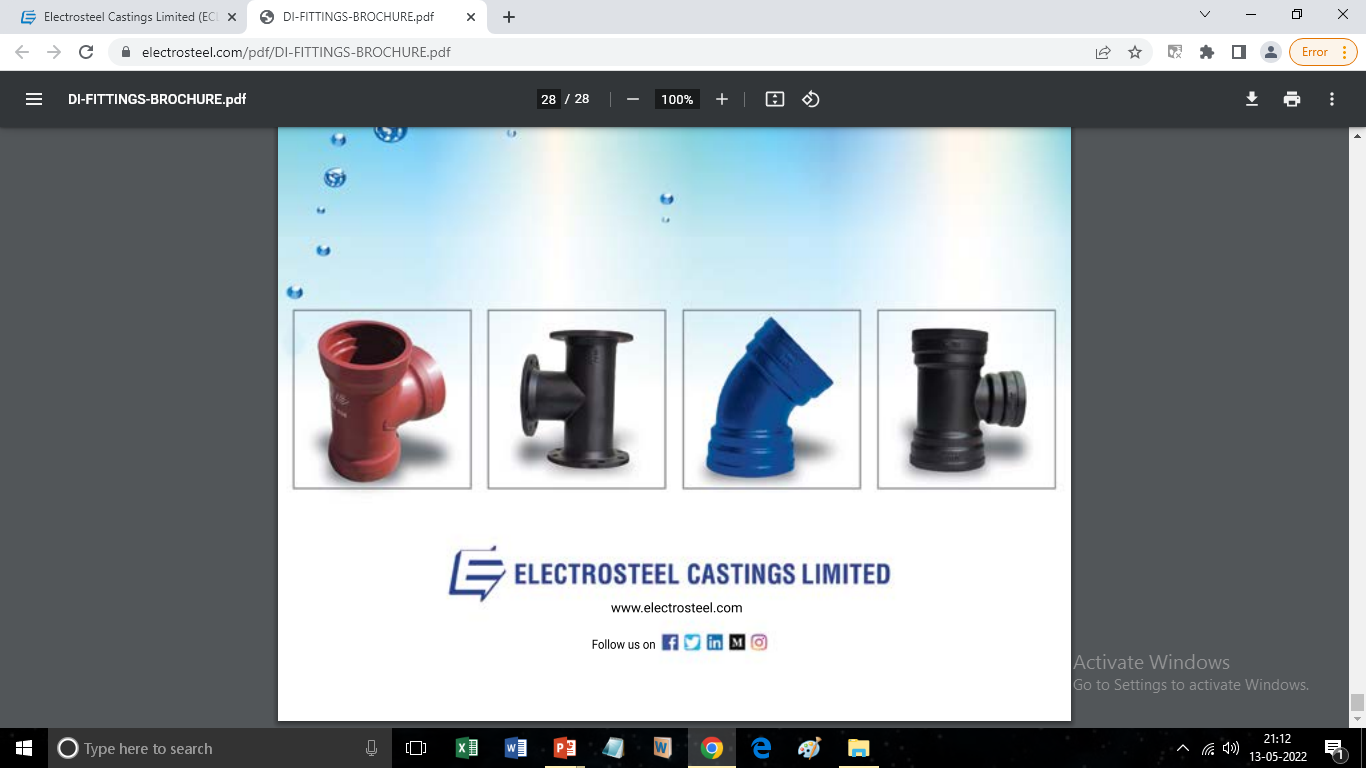 Electrosteel Castings Limited (ECL
DI-FITTINGS-BROCHURE.pdf
electrosteel.com/pdf/DI-FITTINGS-BROCHURE.pdf
Error
DI-FITTINGS-BROCHURE.pdf
28 / 28
100%
ELECTROSTEEL CASTINGS LIMITED
www.electrosteel.com
Follow us on
Activate Windows
Go to Settings to activate Windows.
Type here to search
21:12
13-05-2022
1